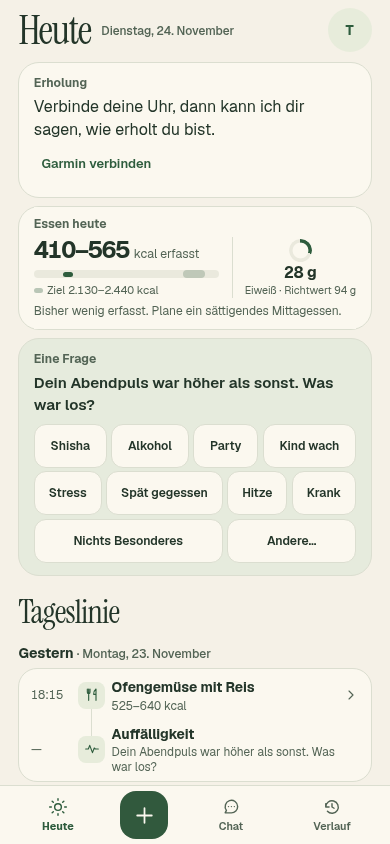 Heute Dienstag, 24. November T
Erholung
Verbinde deine Uhr, dann kann ich dir
sagen, wie erholt du bist.
Garmin verbinden
Essen heute
410–565 kcal erfasst
Ziel 2.130–2.440 kcal
28 g
Eiweiß · Richtwert 94 g
Bisher wenig erfasst. Plane ein sättigendes Mittagessen.
Eine Frage
Dein Abendpuls war höher als sonst. Was
war los?
Shisha Alkohol Party Kind wach
Stress Spät gegessen Hitze Krank
Nichts Besonderes Andere…
Tageslinie
Gestern · Montag, 23. November
18:15 Ofengemüse mit Reis
525–640 kcal
Auffälligkeit
— Dein Abendpuls war höher als sonst. Was
war los?
Heute Chat Verlauf